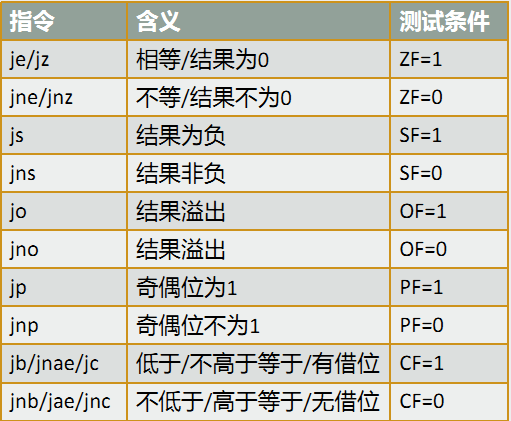 指令 含义 测试条件
je/jz 相等/结果为0 ZF=1
jne/jnz 不等/结果不为0 ZF=0
js 结果为负 SF=1
jns 结果非负 SF=0
jo 结果溢出 OF=1
jno 结果溢出 OF=0
jp 奇偶位为1 PF=1
jnp 奇偶位不为1 PF=0
jb/jnae/jc 低于/不高于等于/有借位 CF=1
jnb/jae/jnc 不低于/高于等于/无借位 CF=0